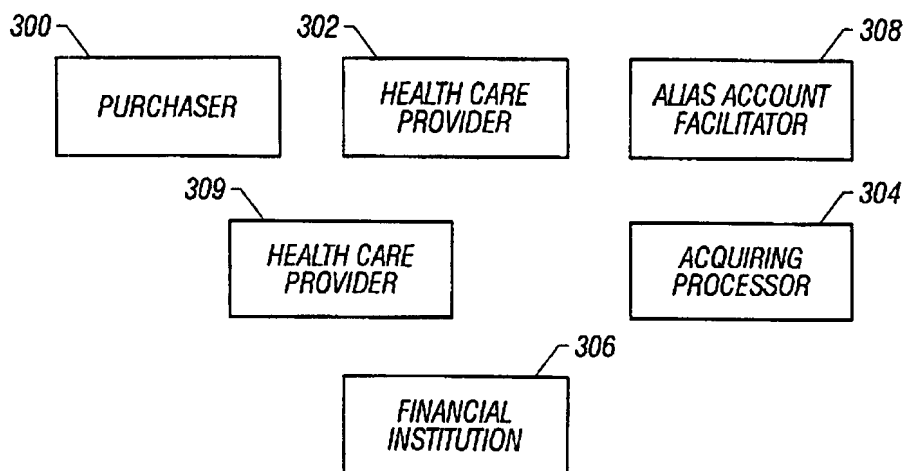 300
PURCHASER
302
HEALTH CARE
PROVIDER
308
ALIAS ACCOUNT
FACILITATOR
309
HEALTH CARE
PROVIDER
304
ACQUIRING
PROCESSOR
306
FINANCIAL
INSTITUTION